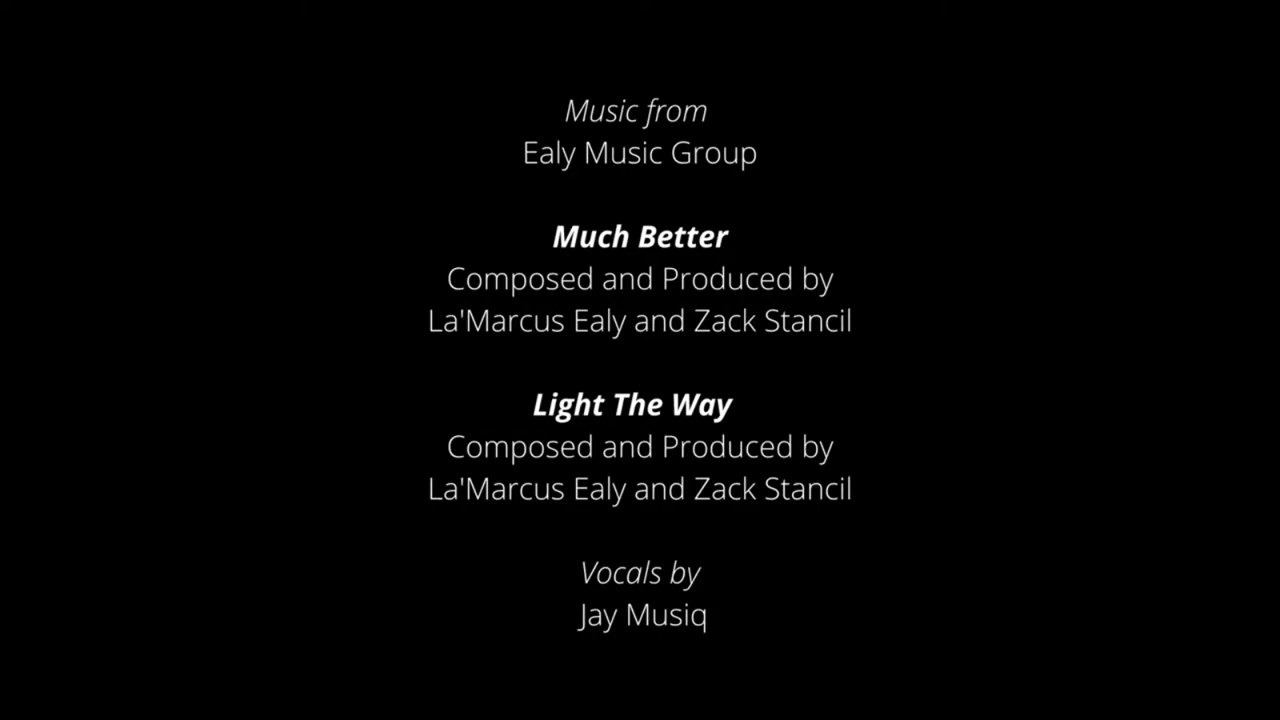 Music from
Ealy Music Group
Much Better
Composed and Produced by
La'Marcus Ealy and Zack Stancil
Light The Way
Composed and Produced by
La'Marcus Ealy and Zack Stancil
Vocals by
Jay Musiq